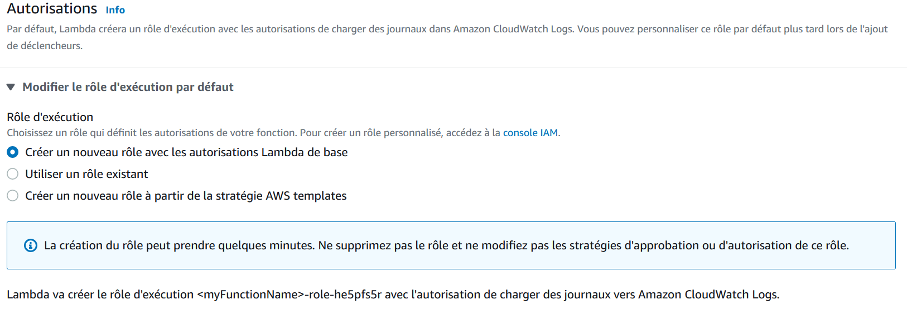 Autorisations Info
Par défaut, Lambda créera un rôle d'exécution avec les autorisations de charger des journaux dans Amazon CloudWatch Logs. Vous pouvez personnaliser ce rôle par défaut plus tard lors de l'ajout
de déclencheurs.
Modifier le rôle d'exécution par défaut
Rôle d'exécution
Choisissez un rôle qui définit les autorisations de votre fonction. Pour créer un rôle personnalisé, accédez à la console IAM.
Créer un nouveau rôle avec les autorisations Lambda de base
Utiliser un rôle existant
Créer un nouveau rôle à partir de la stratégie AWS templates
La création du rôle peut prendre quelques minutes. Ne supprimez pas le rôle et ne modifiez pas les stratégies d'approbation ou d'autorisation de ce rôle.
Lambda va créer le rôle d'exécution <myFunctionName>-role-he5pfs5r avec l'autorisation de charger des journaux vers Amazon CloudWatch Logs.